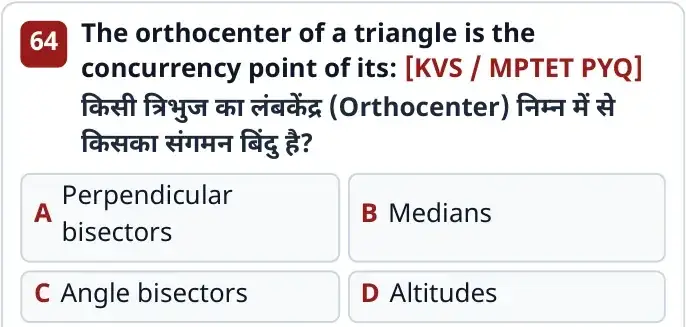 64
The orthocenter of a triangle is the
concurrency point of its: [KVS / MPTET PYQ]
किसी त्रिभुज का लंबकेंद्र (Orthocenter) निम्न में से
किसका संगमन बिंदु है?
A Perpendicular
bisectors
B Medians
C Angle bisectors
D Altitudes